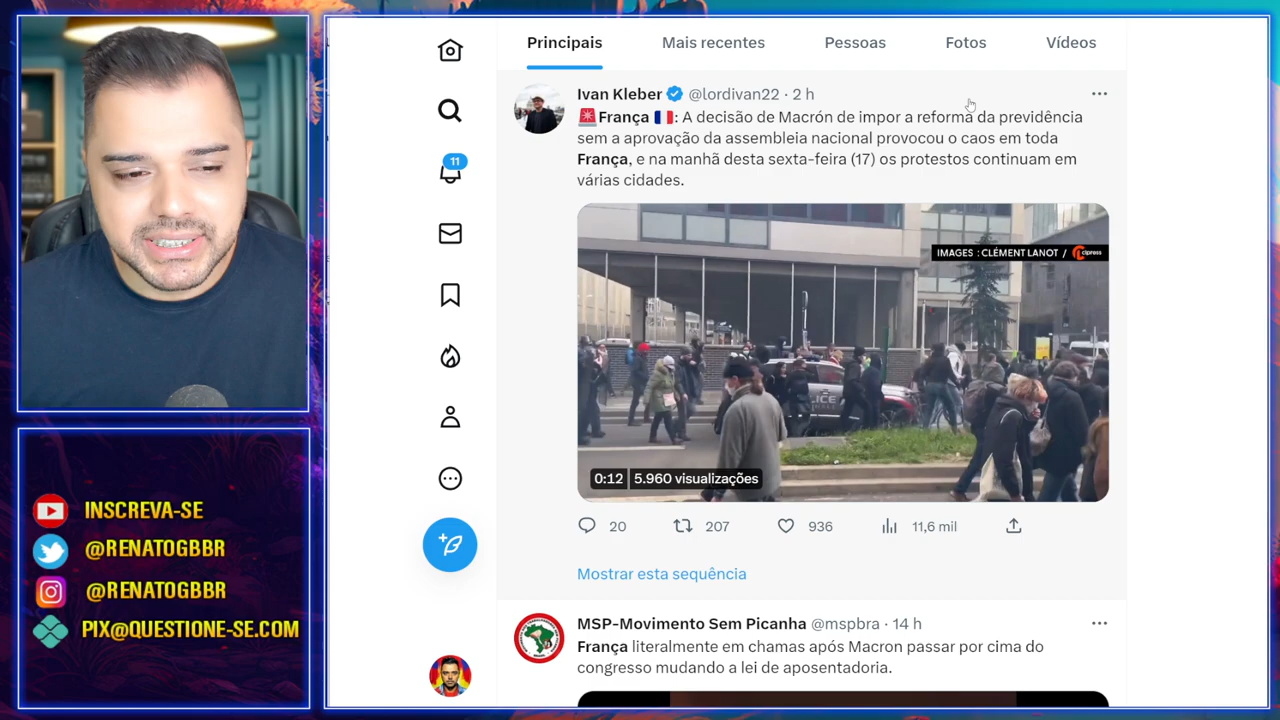 Principais
Mais recentes
Pessoas
Fotos
Vídeos
Ivan Kleber @lordivan22 · 2 h
🚨França 🇫🇷: A decisão de Macrón de impor a reforma da previdência
sem a aprovação da assembleia nacional provocou o caos em toda
França, e na manhã desta sexta-feira (17) os protestos continuam em
várias cidades.
11
IMAGES : CLÉMENT LANOT / clpress
POLICE
0:12 5.960 visualizações
20 207 936 11,6 mil
Mostrar esta sequência
MSP-Movimento Sem Picanha @mspbra · 14 h
França literalmente em chamas após Macron passar por cima do
congresso mudando a lei de aposentadoria.
INSCREVA-SE
@RENATOGBBR
@RENATOGBBR
PIX@QUESTIONE-SE.COM